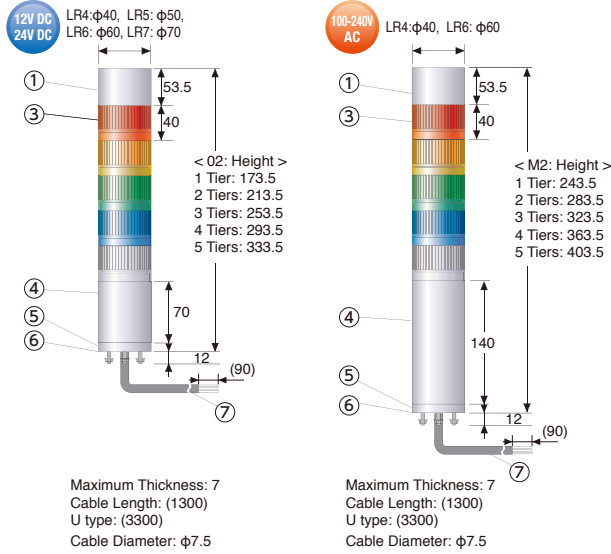 12V DC
24V DC
LR4:ϕ40, LR5: ϕ50,
LR6: ϕ60, LR7: ϕ70
①
53.5
③
40
< 02: Height >
1 Tier: 173.5
2 Tiers: 213.5
3 Tiers: 253.5
4 Tiers: 293.5
5 Tiers: 333.5
④
70
⑤
⑥
12
(90)
⑦
Maximum Thickness: 7
Cable Length: (1300)
U type: (3300)
Cable Diameter: ϕ7.5
100-240V
AC
LR4:ϕ40, LR6: ϕ60
①
53.5
③
40
< M2: Height >
1 Tier: 243.5
2 Tiers: 283.5
3 Tiers: 323.5
4 Tiers: 363.5
5 Tiers: 403.5
④
140
⑤
⑥
12
(90)
⑦
Maximum Thickness: 7
Cable Length: (1300)
U type: (3300)
Cable Diameter: ϕ7.5